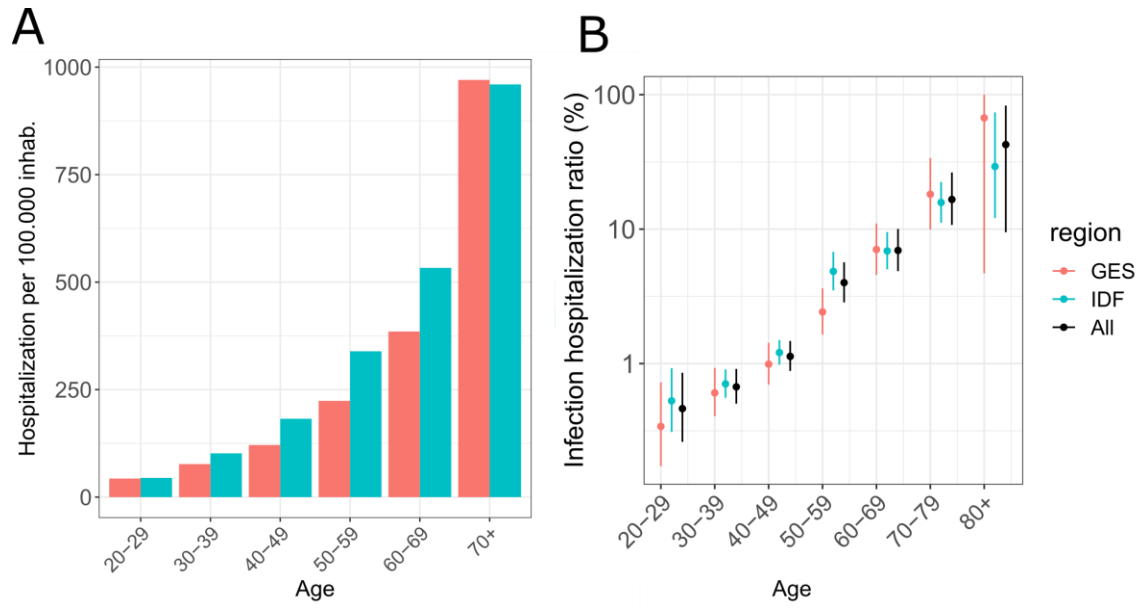 A
Hospitalization per 100.000 inhab.
1000
750
500
250
0
20−29
30−39
40−49
50−59
60−69
70+
Age
B
Infection hospitalization ratio (%)
100
10
1
20−29
30−39
40−49
50−59
60−69
70−79
80+
Age
region
GES
IDF
All